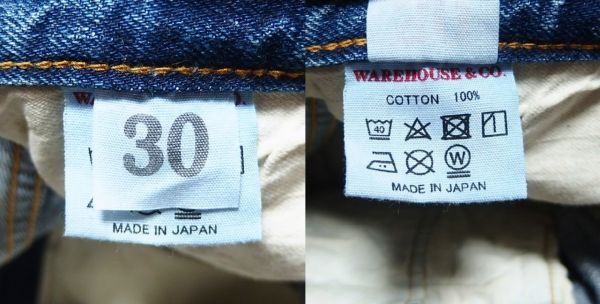 30
MADE IN JAPAN
WAREHOUSE & CO.
COTTON 100%
40
W
MADE IN JAPAN